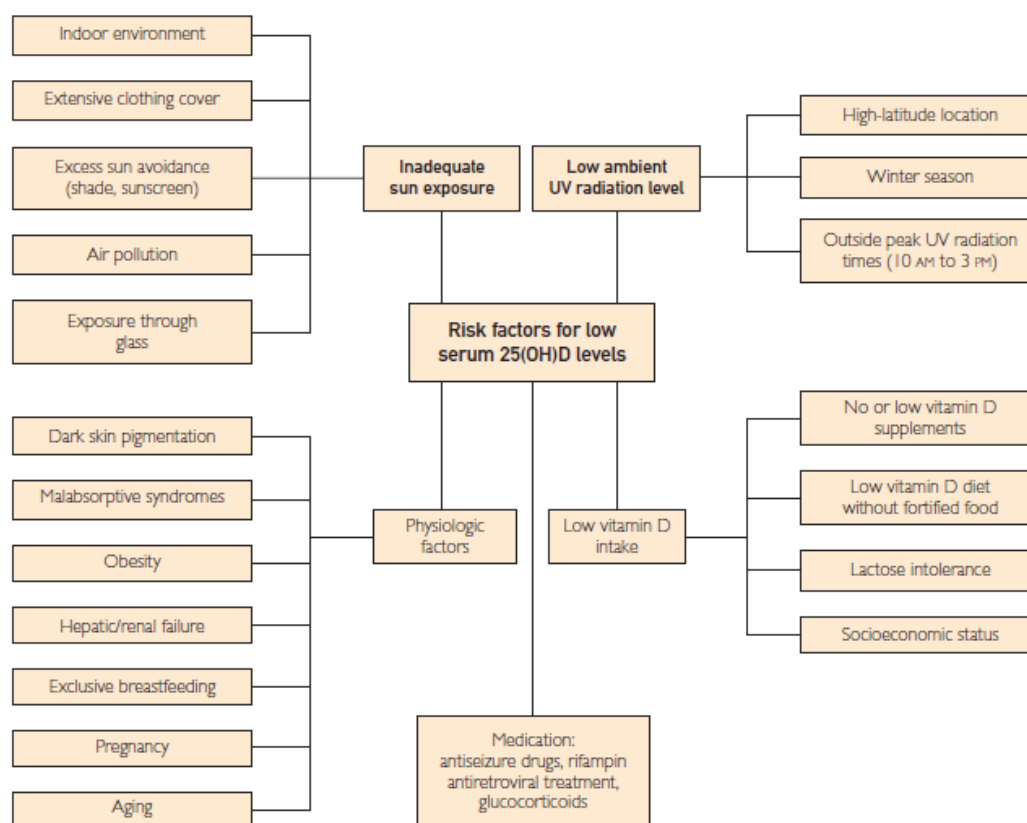 Indoor environment
Extensive clothing cover
Excess sun avoidance
(shade, sunscreen)
Air pollution
Exposure through
glass
Inadequate
sun exposure
Low ambient
UV radiation level
High-latitude location
Winter season
Outside peak UV radiation
times (10 AM to 3 PM)
Risk factors for low
serum 25(OH)D levels
Dark skin pigmentation
Malabsorptive syndromes
Obesity
Hepatic/renal failure
Exclusive breastfeeding
Pregnancy
Aging
Physiologic
factors
Low vitamin D
intake
No or low vitamin D
supplements
Low vitamin D diet
without fortified food
Lactose intolerance
Socioeconomic status
Medication:
antiseizure drugs, rifampin
antiretroviral treatment,
glucocorticoids